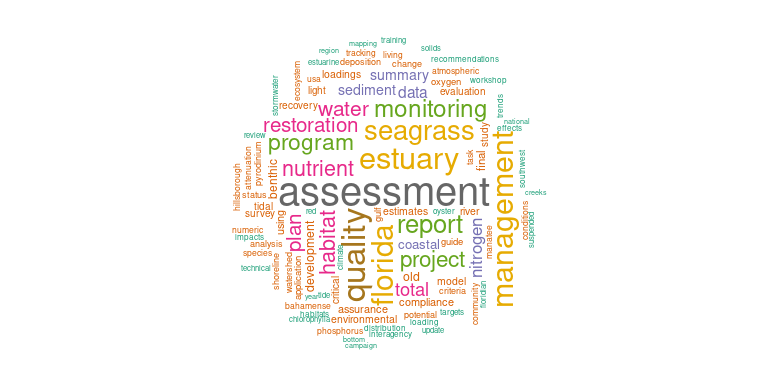 training
mapping
region
tracking
living
solids
estuarine
deposition
change
recommendations
ecosystem
usa
loadings
summary
atmospheric
workshop
stormwater
light
sediment
data
oxygen
evaluation
recovery
water
monitoring
trends
national
restoration
seagrass
effects
review
program
study
estuary
task
final
management
southwest
hillsborough
attenuation
pyrodinium
benthic
nutrient
status
assessment
creeks
tidal
survey
using
red
gulf
estimates
oyster
river
numeric
impacts
plan
habitat
quality
florida
report
nitrogen
manatee
conditions
suspended
analysis
species
development
climate
coastal
guide
project
technical
shoreline
watershed
application
critical
old
model
criteria
community
floridan
total
year
tide
bahamense
habitats
chlorophylla
assurance
compliance
potential
targets
environmental
loading
phosphorus
distribution
interagency
update
bottom
campaign